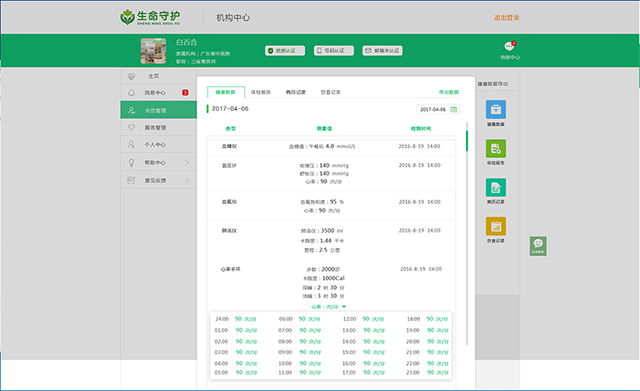 生命守护
SHENG MING SHOU HU
机构中心
退出登录
白百合
隶属机构：广东省中医院
职称：三级营养师
资质认证
号码认证
邮箱未认证
消息中心
主页
消息中心
会员管理
服务管理
个人中心
帮助中心
意见反馈
健康数据 体检报告 病历记录 饮食记录 导出数据
2017-04-06 2017-04-06
类型 测量值 检测时间
血糖仪 血糖值：午餐后 4.0 mmol/L 2016-8-19 14:00
血压计 收缩压：140 mmHg 2016-8-19 14:00
舒张压：140 mmHg
心率：90 次/分
血氧仪 血氧饱和度：95 % 2016-8-19 14:00
心率：90 次/分
肺活仪 肺活仪：3500 ml 2016-8-19 14:00
卡路里：1.44 千卡
里程：2.5 公里
心率手环 步数：2000步 2016-8-19 14:00
卡路里：1000Cal
深睡：2 时 30 分
浅睡：3 时 30 分
心率：次/分
24:00 90 次/分 06:00 90 次/分 12:00 90 次/分 18:00 90 次/分
01:00 90 次/分 07:00 90 次/分 13:00 90 次/分 19:00 90 次/分
02:00 90 次/分 08:00 90 次/分 14:00 90 次/分 20:00 90 次/分
03:00 90 次/分 09:00 90 次/分 15:00 90 次/分 21:00 90 次/分
04:00 90 次/分 10:00 90 次/分 16:00 90 次/分 22:00 90 次/分
05:00 90 次/分 11:00 90 次/分 17:00 90 次/分 23:00 90 次/分
健康数据导出
健康数据
体检报告
病历记录
饮食记录